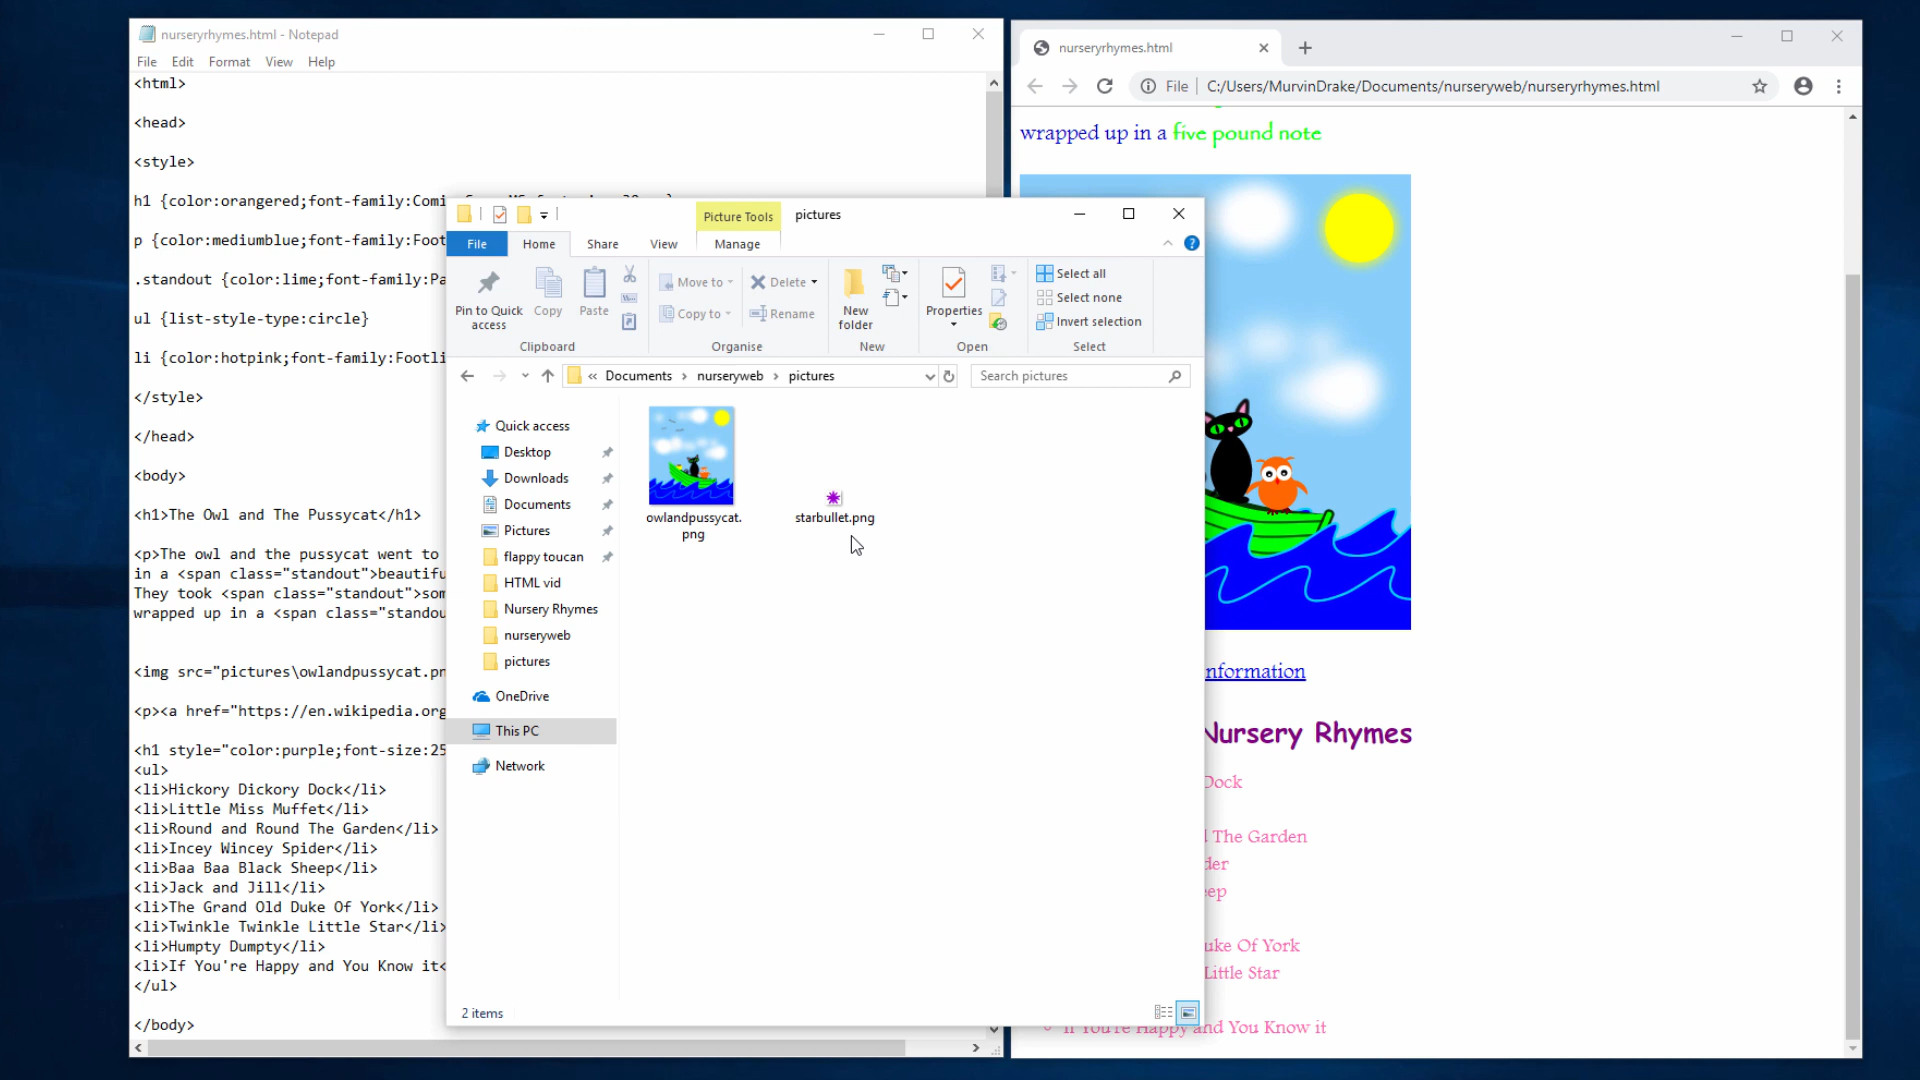 nurseryrhymes.html - Notepad
File Edit Format View Help
<html>
<head>
<style>
h1 {color:orangered;font-family:Comi
p {color:mediumblue;font-family:Foot
.standout {color:lime;font-family:Pa
ul {list-style-type:circle}
li {color:hotpink;font-family:Footli
</style>
</head>
<body>
<h1>The Owl and The Pussycat</h1>
<p>The owl and the pussycat went to
in a <span class="standout">beautifu
They took <span class="standout">som
wrapped up in a <span class="standou
<img src="pictures\owlandpussycat.pn
<p><a href="https://en.wikipedia.org
<h1 style="color:purple;font-size:25
<ul>
<li>Hickory Dickory Dock</li>
<li>Little Miss Muffet</li>
<li>Round and Round The Garden</li>
<li>Incey Wincey Spider</li>
<li>Baa Baa Black Sheep</li>
<li>Jack and Jill</li>
<li>The Grand Old Duke Of York</li>
<li>Twinkle Twinkle Little Star</li>
<li>Humpty Dumpty</li>
<li>If You're Happy and You Know it<
</ul>
</body>
Picture Tools pictures
File Home Share View Manage
Pin to Quick access Copy Paste
Move to Delete
Copy to Rename
New folder
Properties
Select all
Select none
Invert selection
Clipboard Organise New Open Select
« Documents > nurseryweb > pictures
Search pictures
Quick access
Desktop
Downloads
Documents
Pictures
flappy toucan
HTML vid
Nursery Rhymes
nurseryweb
pictures
OneDrive
This PC
Network
owlandpussycat.
png
starbullet.png
2 items
nurseryrhymes.html
File C:/Users/MurvinDrake/Documents/nurseryweb/nurseryrhymes.html
wrapped up in a five pound note
nformation
Nursery Rhymes
Dock
The Garden
der
eep
uke Of York
Little Star
If You're Happy and You Know it